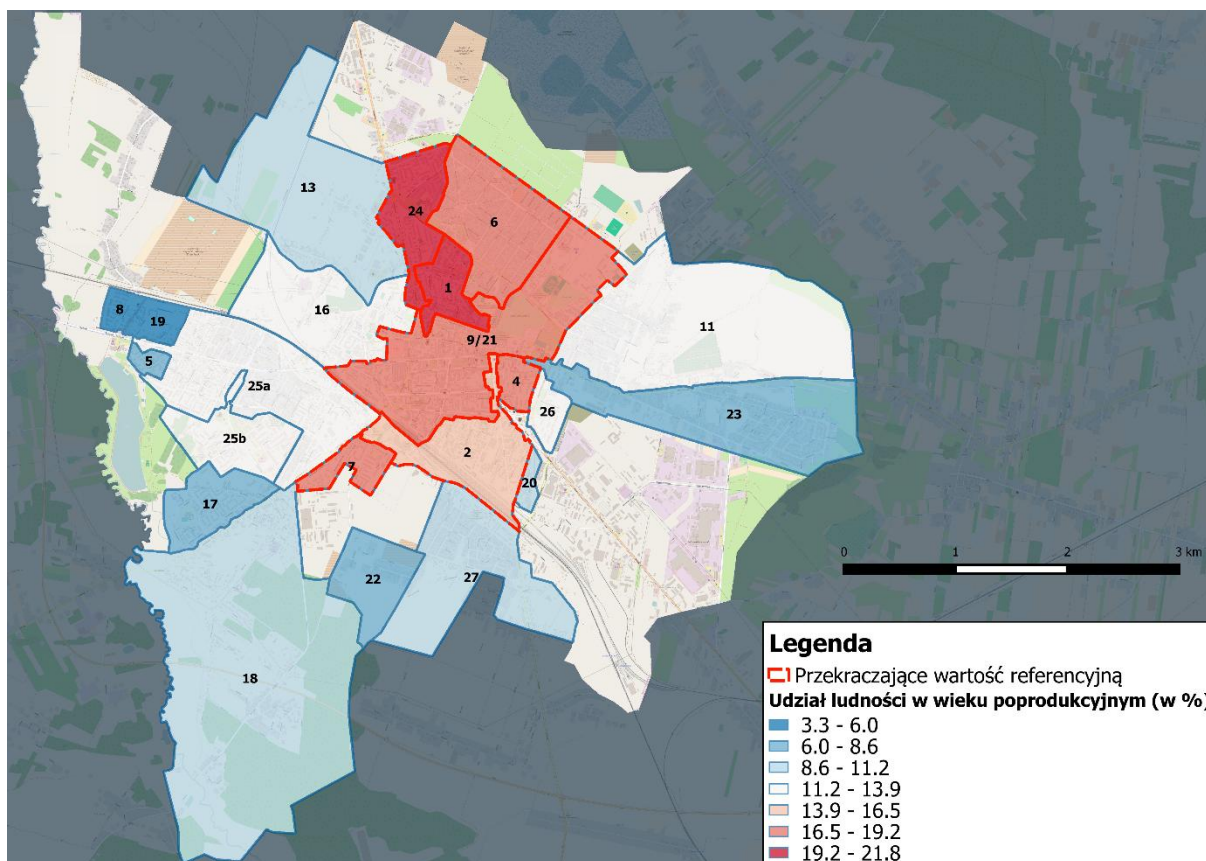 13
24
6
1
16
8
19
9/21
11
5
25a
4
26
23
25b
2
7
20
17
22
27
18
0 1 2 3 km
Legenda
Przekraczające wartość referencyjną
Udział ludności w wieku poprodukcyjnym (w %)
3.3 - 6.0
6.0 - 8.6
8.6 - 11.2
11.2 - 13.9
13.9 - 16.5
16.5 - 19.2
19.2 - 21.8